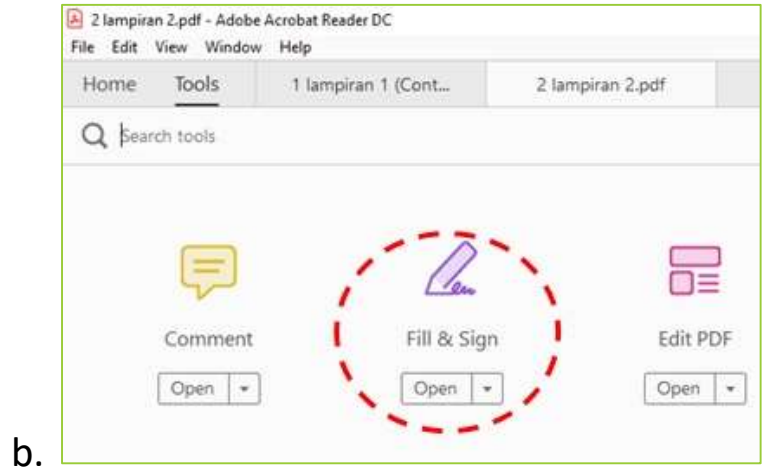 2 lampiran 2.pdf - Adobe Acrobat Reader DC
File Edit View Window Help
Home Tools 1 lampiran 1 (Cont... 2 lampiran 2.pdf
Search tools
Comment Fill & Sign Edit PDF
Open Open Open
b.